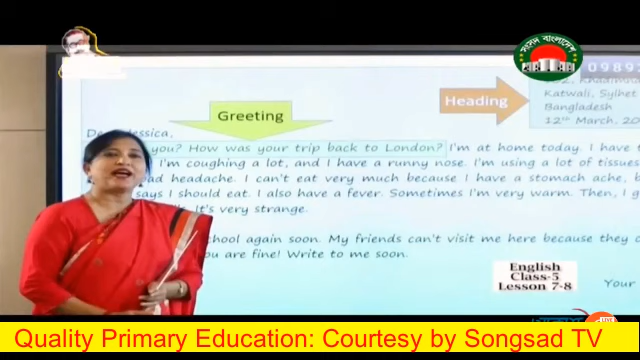 সংসদ বাংলাদেশ
Greeting
Heading
Katwali, Sylhet
Bangladesh
12th March, 20
Jessica,
you? How was your trip back to London? I'm at home today. I have
I'm coughing a lot, and I have a runny nose. I'm using a lot of tissues
headache. I can't eat very much because I have a stomach ache,
says I should eat. I also have a fever. Sometimes I'm very warm. Then, I
It's very strange.
again soon. My friends can't visit me here because they
you are fine! Write to me soon.
English
Class-5
Lesson 7-8
Your
LIVE
Quality Primary Education: Courtesy by Songsad TV